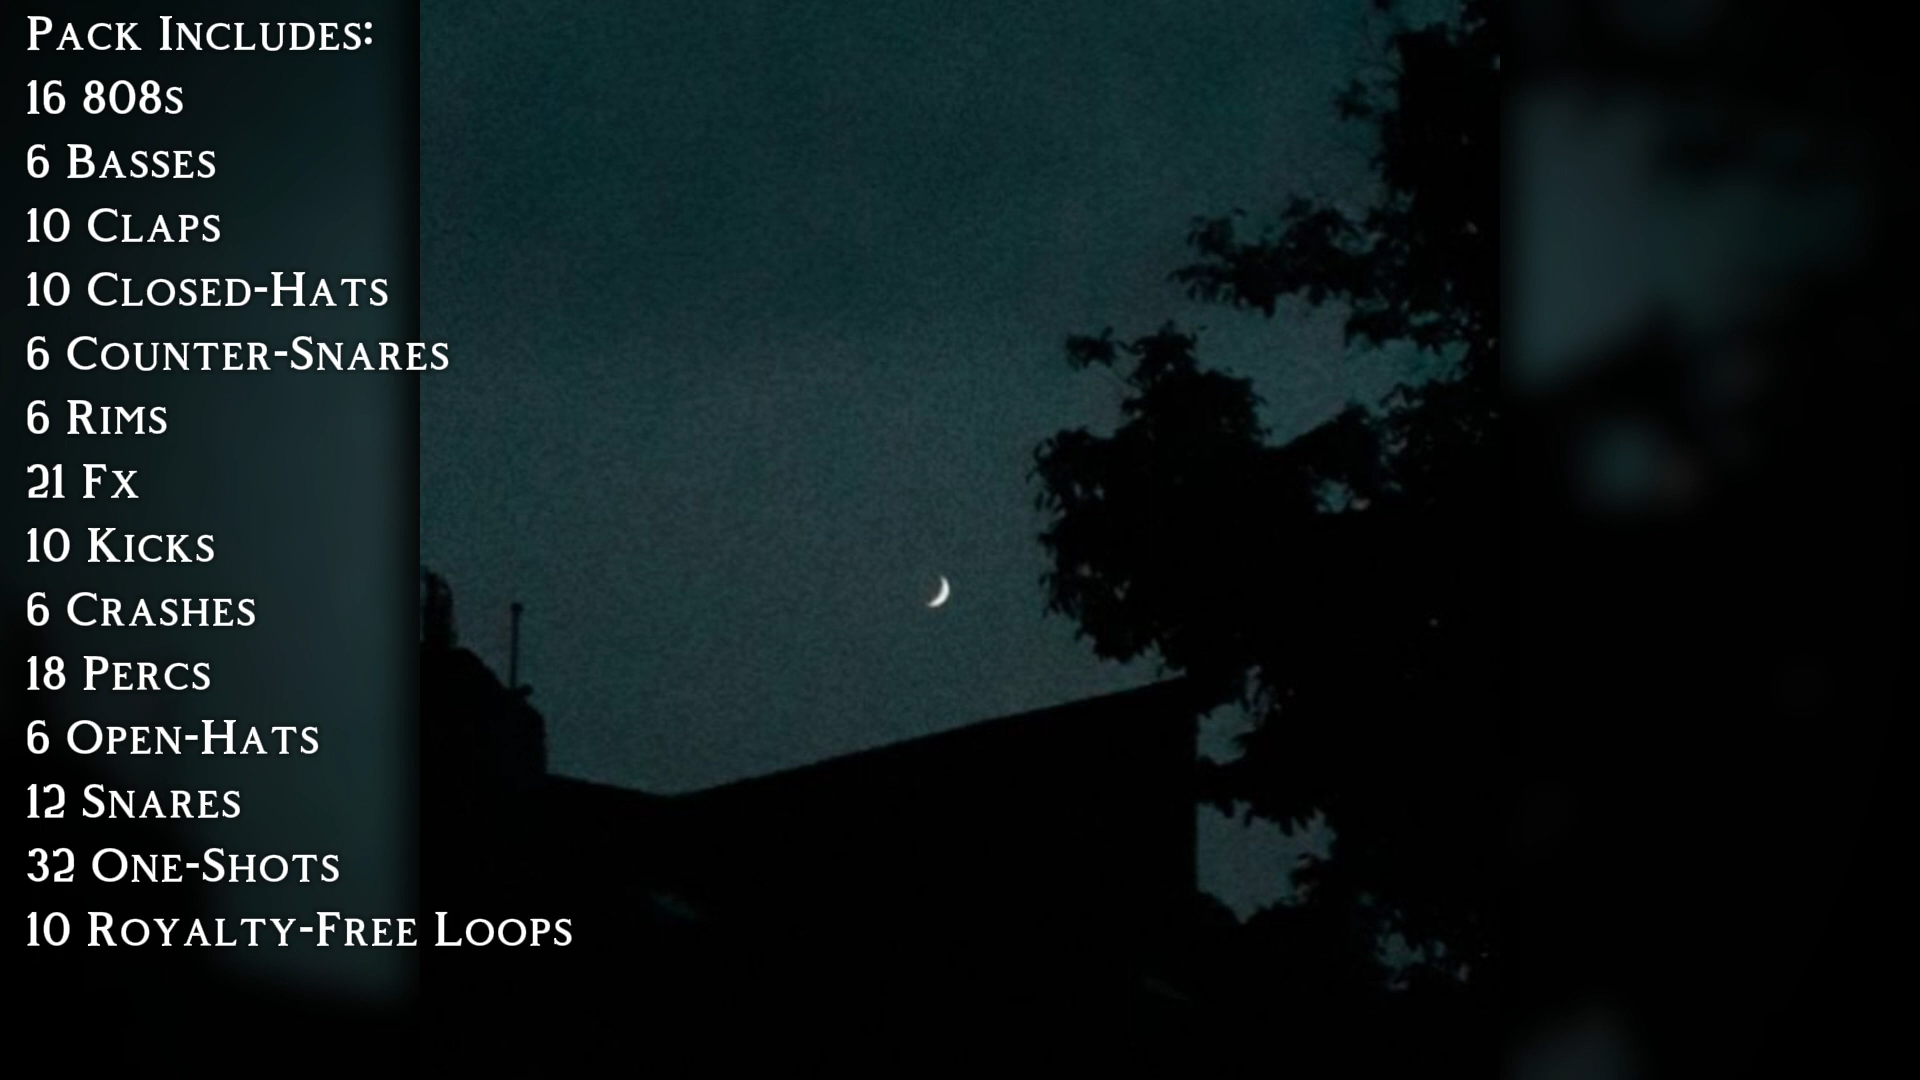 Pack Includes:
16 808s
6 Basses
10 Claps
10 Closed-Hats
6 Counter-Snares
6 Rims
21 Fx
10 Kicks
6 Crashes
18 Percs
6 Open-Hats
12 Snares
32 One-Shots
10 Royalty-Free Loops